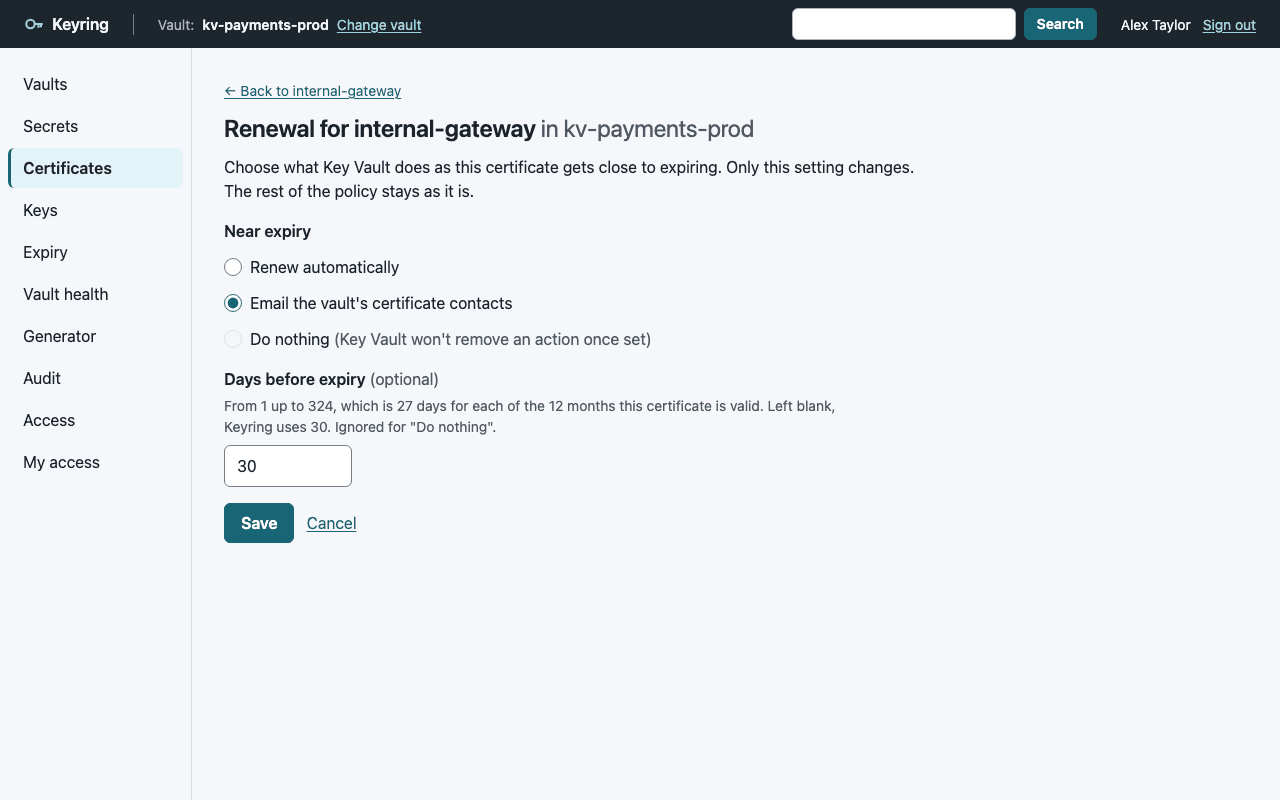 Keyring
Vault: kv-payments-prod Change vault
Search
Alex Taylor Sign out
Vaults
Secrets
Certificates
Keys
Expiry
Vault health
Generator
Audit
Access
My access
← Back to internal-gateway
Renewal for internal-gateway in kv-payments-prod
Choose what Key Vault does as this certificate gets close to expiring. Only this setting changes.
The rest of the policy stays as it is.
Near expiry
Renew automatically
Email the vault's certificate contacts
Do nothing (Key Vault won't remove an action once set)
Days before expiry (optional)
From 1 up to 324, which is 27 days for each of the 12 months this certificate is valid. Left blank,
Keyring uses 30. Ignored for "Do nothing".
30
Save Cancel